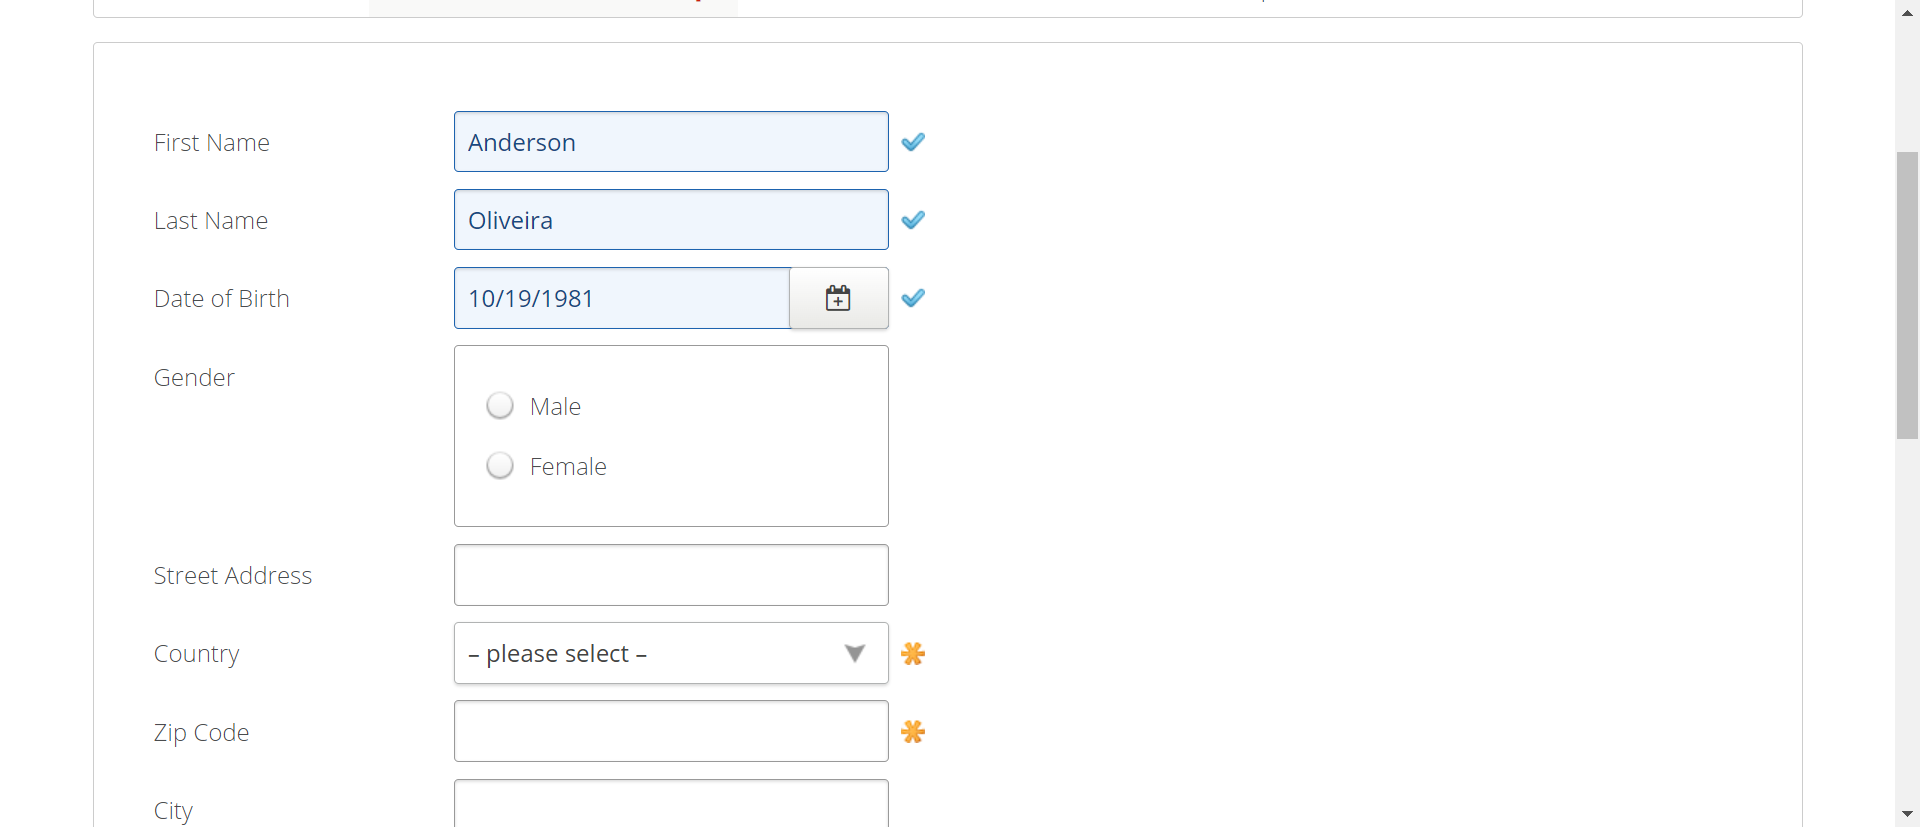 First Name
Anderson
Last Name
Oliveira
Date of Birth
10/19/1981
Gender
Male
Female
Street Address
Country
– please select –
Zip Code
City